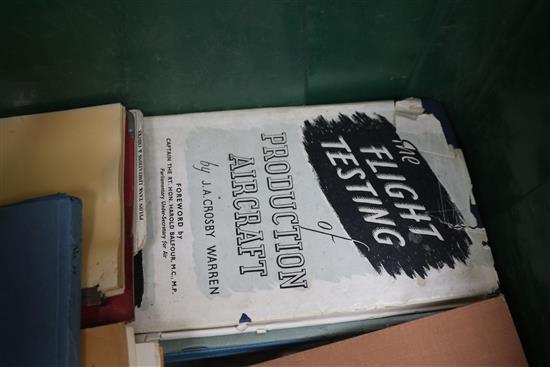 the
FLIGHT
TESTING
of
PRODUCTION
AIRCRAFT
by J.A. CROSBY WARREN
FOREWORD by
CAPTAIN THE RT. HON. HAROLD BALFOUR, M.C., M.P.
Parliamentary Under-Secretary for Air